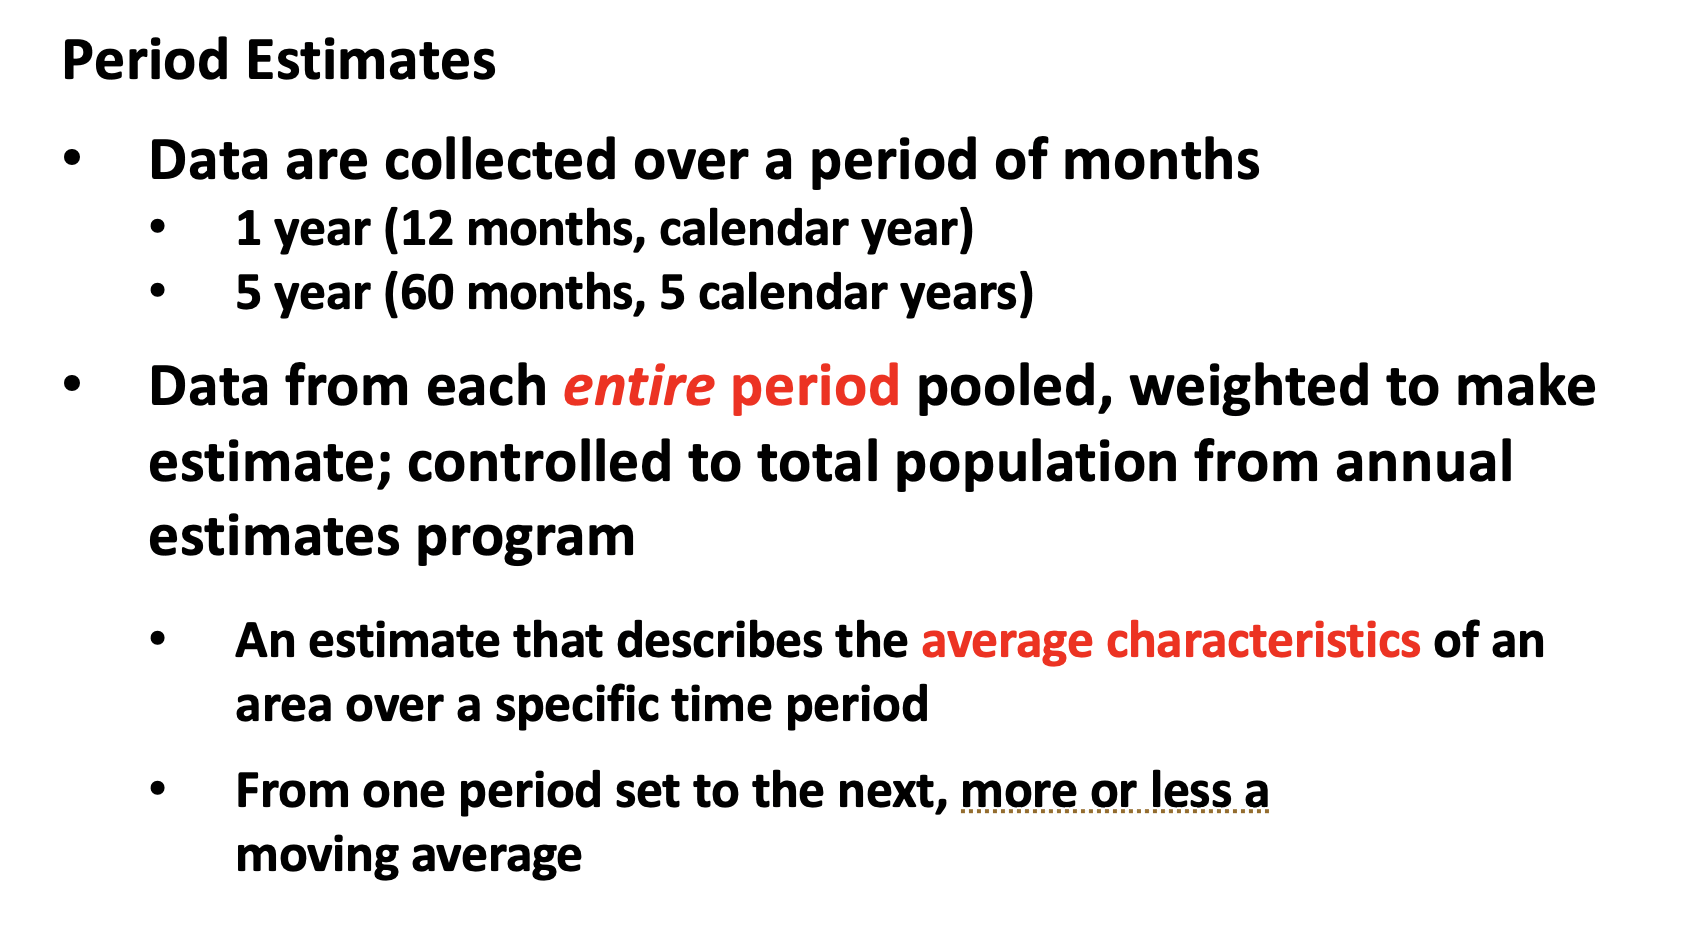 Period Estimates
• Data are collected over a period of months
• 1 year (12 months, calendar year)
• 5 year (60 months, 5 calendar years)
• Data from each entire period pooled, weighted to make
estimate; controlled to total population from annual
estimates program
• An estimate that describes the average characteristics of an
area over a specific time period
• From one period set to the next, more or less a
moving average